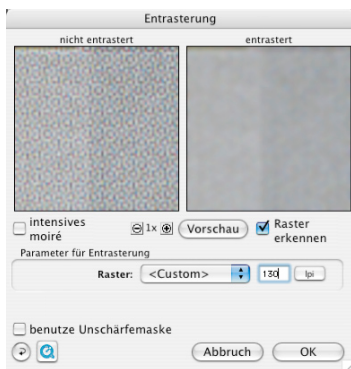 Entrasterung
nicht entrastert entrastert
intensives moiré 1x Vorschau Raster erkennen
Parameter für Entrasterung
Raster: <Custom> 130 lpi
benutze Unschärfemaske
Abbruch OK